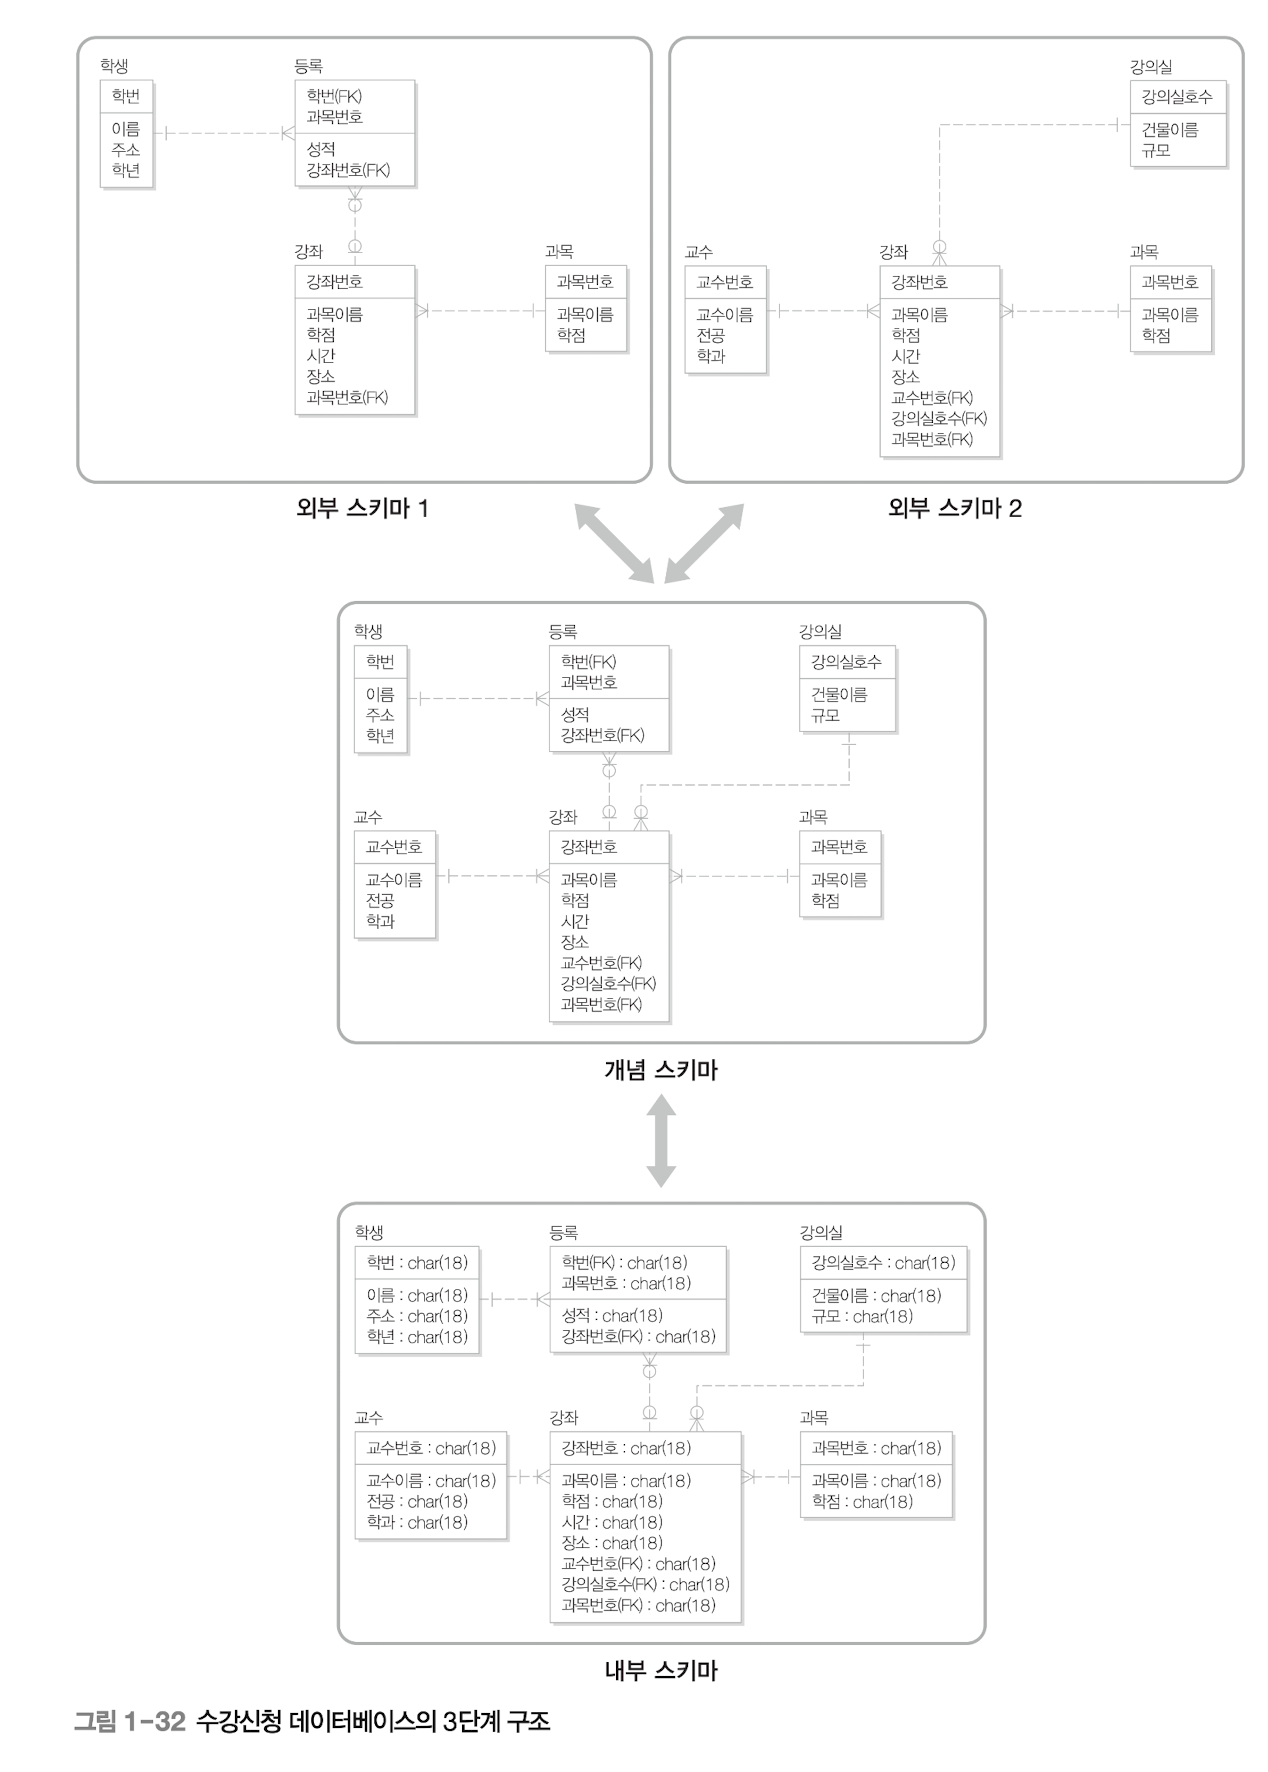 학생
학번
이름
주소
학년
등록
학번(FK)
과목번호
성적
강좌번호(FK)
강좌
강좌번호
과목이름
학점
시간
장소
과목번호(FK)
과목
과목번호
과목이름
학점
외부 스키마 1
강의실
강의실호수
건물이름
규모
교수
교수번호
교수이름
전공
학과
강좌
강좌번호
과목이름
학점
시간
장소
교수번호(FK)
강의실호수(FK)
과목번호(FK)
과목
과목번호
과목이름
학점
외부 스키마 2
학생
학번
이름
주소
학년
등록
학번(FK)
과목번호
성적
강좌번호(FK)
강의실
강의실호수
건물이름
규모
교수
교수번호
교수이름
전공
학과
강좌
강좌번호
과목이름
학점
시간
장소
교수번호(FK)
강의실호수(FK)
과목번호(FK)
과목
과목번호
과목이름
학점
개념 스키마
학생
학번 : char(18)
이름 : char(18)
주소 : char(18)
학년 : char(18)
등록
학번(FK) : char(18)
과목번호 : char(18)
성적 : char(18)
강좌번호(FK) : char(18)
강의실
강의실호수 : char(18)
건물이름 : char(18)
규모 : char(18)
교수
교수번호 : char(18)
교수이름 : char(18)
전공 : char(18)
학과 : char(18)
강좌
강좌번호 : char(18)
과목이름 : char(18)
학점 : char(18)
시간 : char(18)
장소 : char(18)
교수번호(FK) : char(18)
강의실호수(FK) : char(18)
과목번호(FK) : char(18)
과목
과목번호 : char(18)
과목이름 : char(18)
학점 : char(18)
내부 스키마
그림 1-32 수강신청 데이터베이스의 3단계 구조